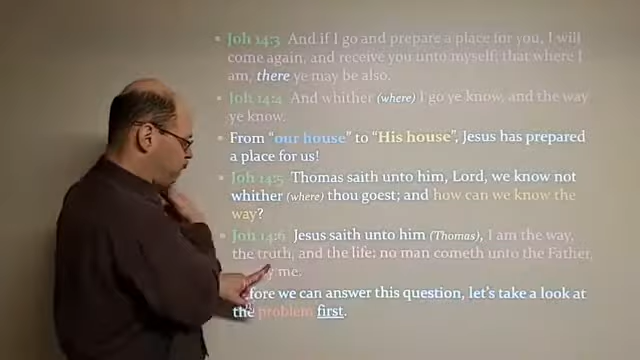 • Joh 14:3 And if I go and prepare a place for you, I will
come again, and receive you unto myself; that where I
am, there ye may be also.
• Joh 14:4 And whither (where) I go ye know, and the way
ye know.
• From “our house” to “His house”, Jesus has prepared
a place for us!
• Joh 14:5 Thomas saith unto him, Lord, we know not
whither (where) thou goest; and how can we know the
way?
• Joh 14:6 Jesus saith unto him (Thomas), I am the way,
the truth, and the life: no man cometh unto the Father,
me.
we can answer this question, let’s take a look at
the problem first.